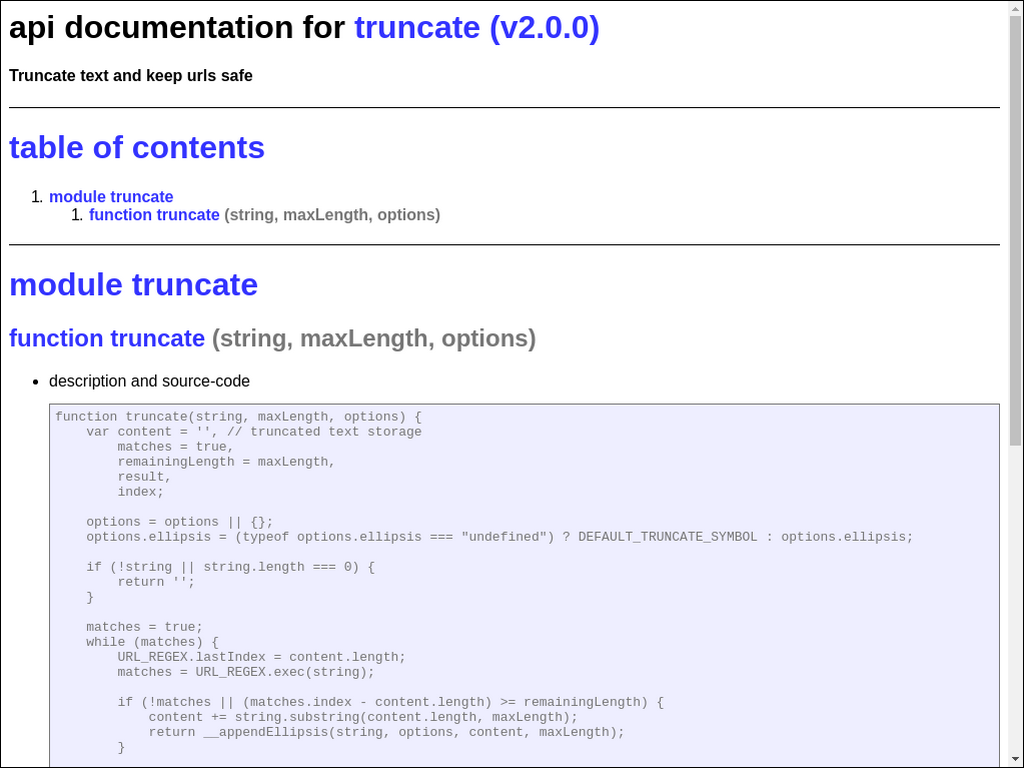 api documentation for truncate (v2.0.0)
Truncate text and keep urls safe
table of contents
1. module truncate
1. function truncate (string, maxLength, options)
module truncate
function truncate (string, maxLength, options)
• description and source-code
function truncate(string, maxLength, options) {
    var content = '', // truncated text storage
        matches = true,
        remainingLength = maxLength,
        result,
        index;

    options = options || {};
    options.ellipsis = (typeof options.ellipsis === "undefined") ? DEFAULT_TRUNCATE_SYMBOL : options.ellipsis;

    if (!string || string.length === 0) {
        return '';
    }

    matches = true;
    while (matches) {
        URL_REGEX.lastIndex = content.length;
        matches = URL_REGEX.exec(string);

        if (!matches || (matches.index - content.length) >= remainingLength) {
            content += string.substring(content.length, maxLength);
            return __appendEllipsis(string, options, content, maxLength);
        }